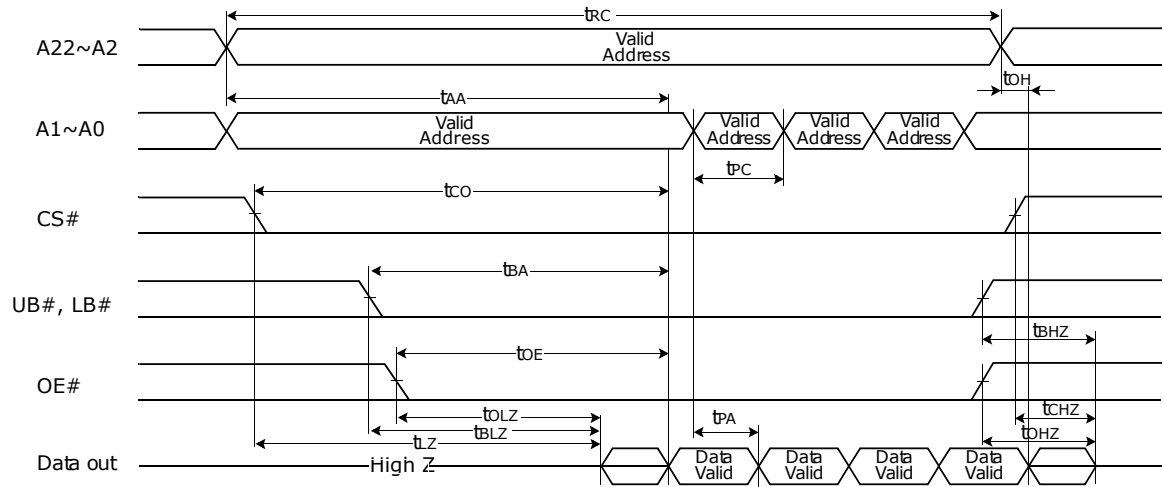 tRC
A22~A2
Valid
Address
tOH
tAA
A1~A0
Valid
Address
Valid
Address
Valid
Address
Valid
Address
tPC
tCO
CS#
tBA
UB#, LB#
tBHZ
tOE
OE#
tOLZ
tPA
tCHZ
tBLZ
tOHZ
tLZ
Data out
High Z
Data
Valid
Data
Valid
Data
Valid
Data
Valid